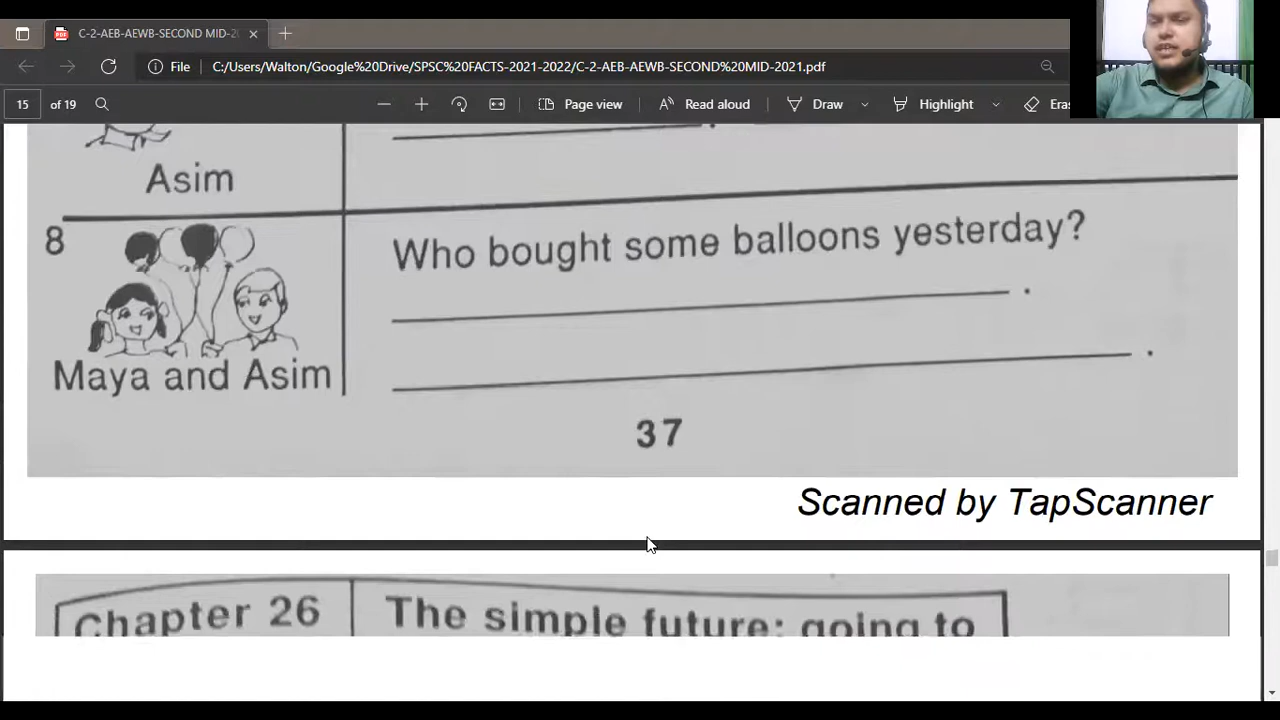 C-2-AEB-AEWB-SECOND MID-2
File C:/Users/Walton/Google%20Drive/SPSC%20FACTS-2021-2022/C-2-AEB-AEWB-SECOND%20MID-2021.pdf
15 of 19 Page view Read aloud Draw Highlight Eras
Asim
8 Who bought some balloons yesterday?
Maya and Asim
37
Scanned by TapScanner
Chapter 26 The simple future: going to